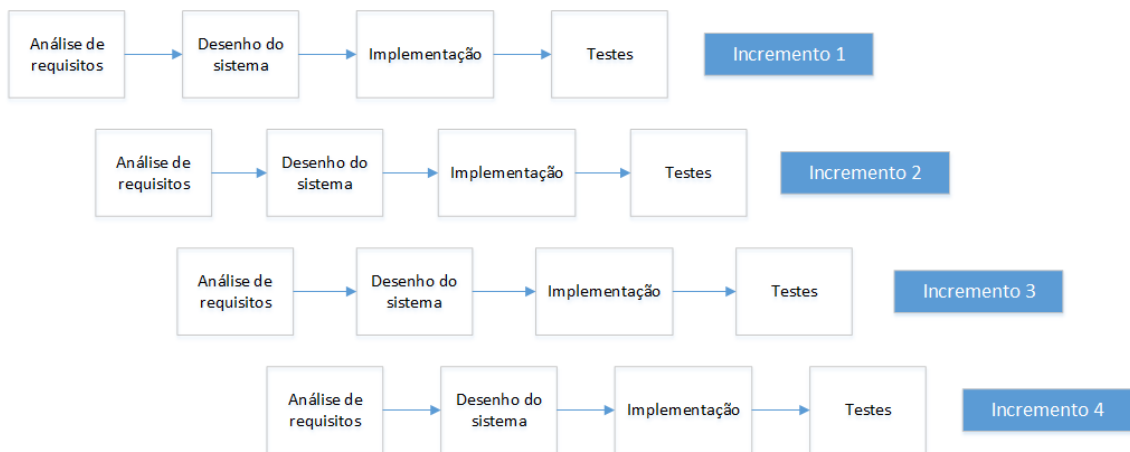 Análise de
requisitos
Desenho do
sistema
Implementação
Testes
Incremento 1
Análise de
requisitos
Desenho do
sistema
Implementação
Testes
Incremento 2
Análise de
requisitos
Desenho do
sistema
Implementação
Testes
Incremento 3
Análise de
requisitos
Desenho do
sistema
Implementação
Testes
Incremento 4